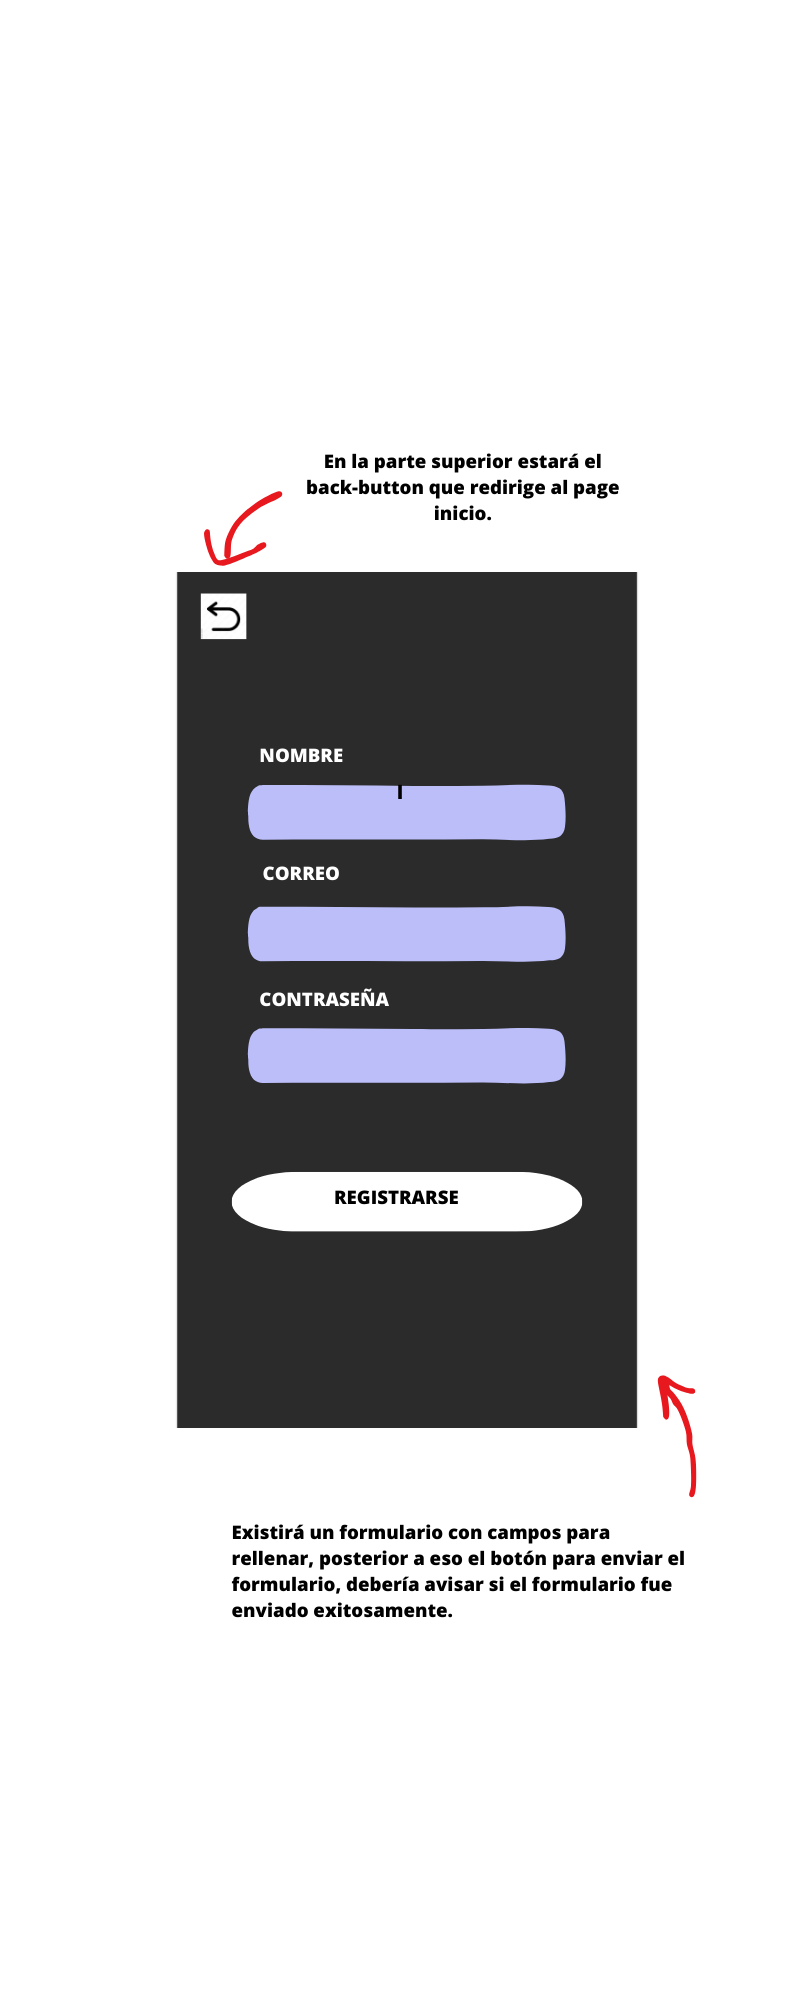 En la parte superior estará el
back-button que redirige al page
inicio.
NOMBRE
CORREO
CONTRASEÑA
REGISTRARSE
Existirá un formulario con campos para
rellenar, posterior a eso el botón para enviar el
formulario, debería avisar si el formulario fue
enviado exitosamente.